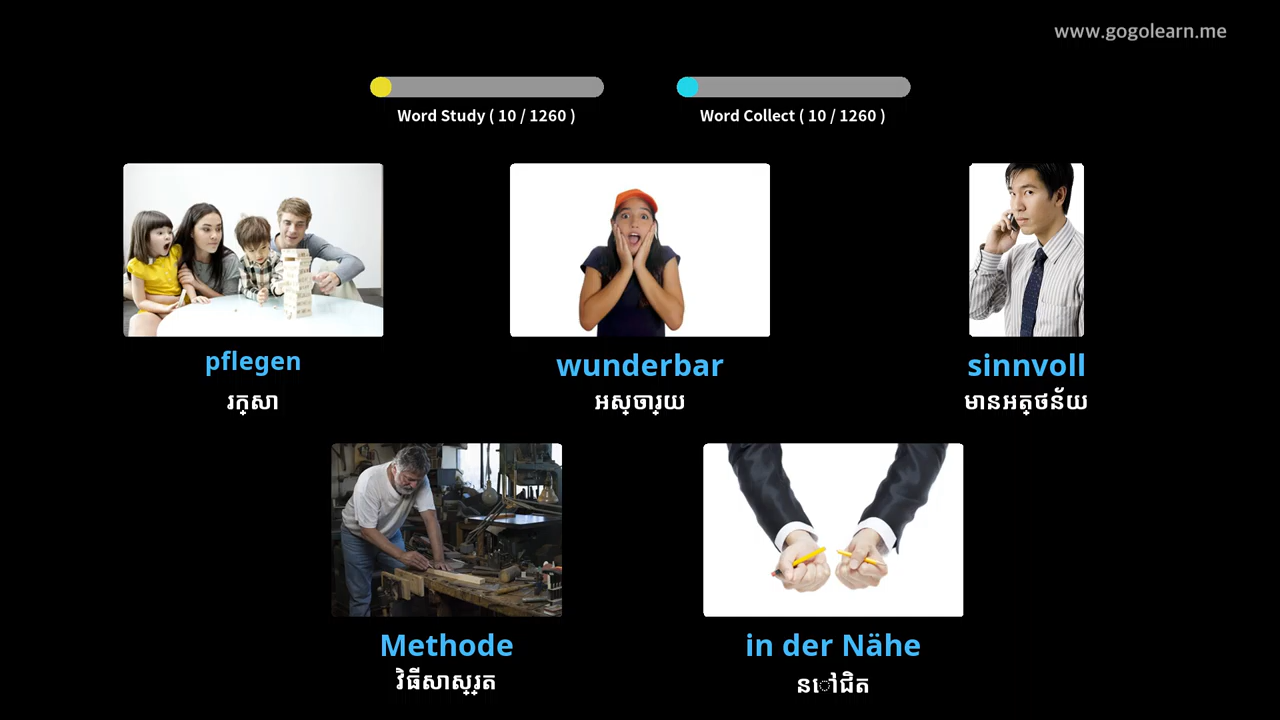 www.gogolearn.me
Word Study ( 10 / 1260 )
Word Collect ( 10 / 1260 )
pflegen
រក្សា
wunderbar
អស្ចារ្យ
sinnvoll
មានអត្ថន័យ
Methode
វិធីសាស្រ្ត
in der Nähe
នៅជិត